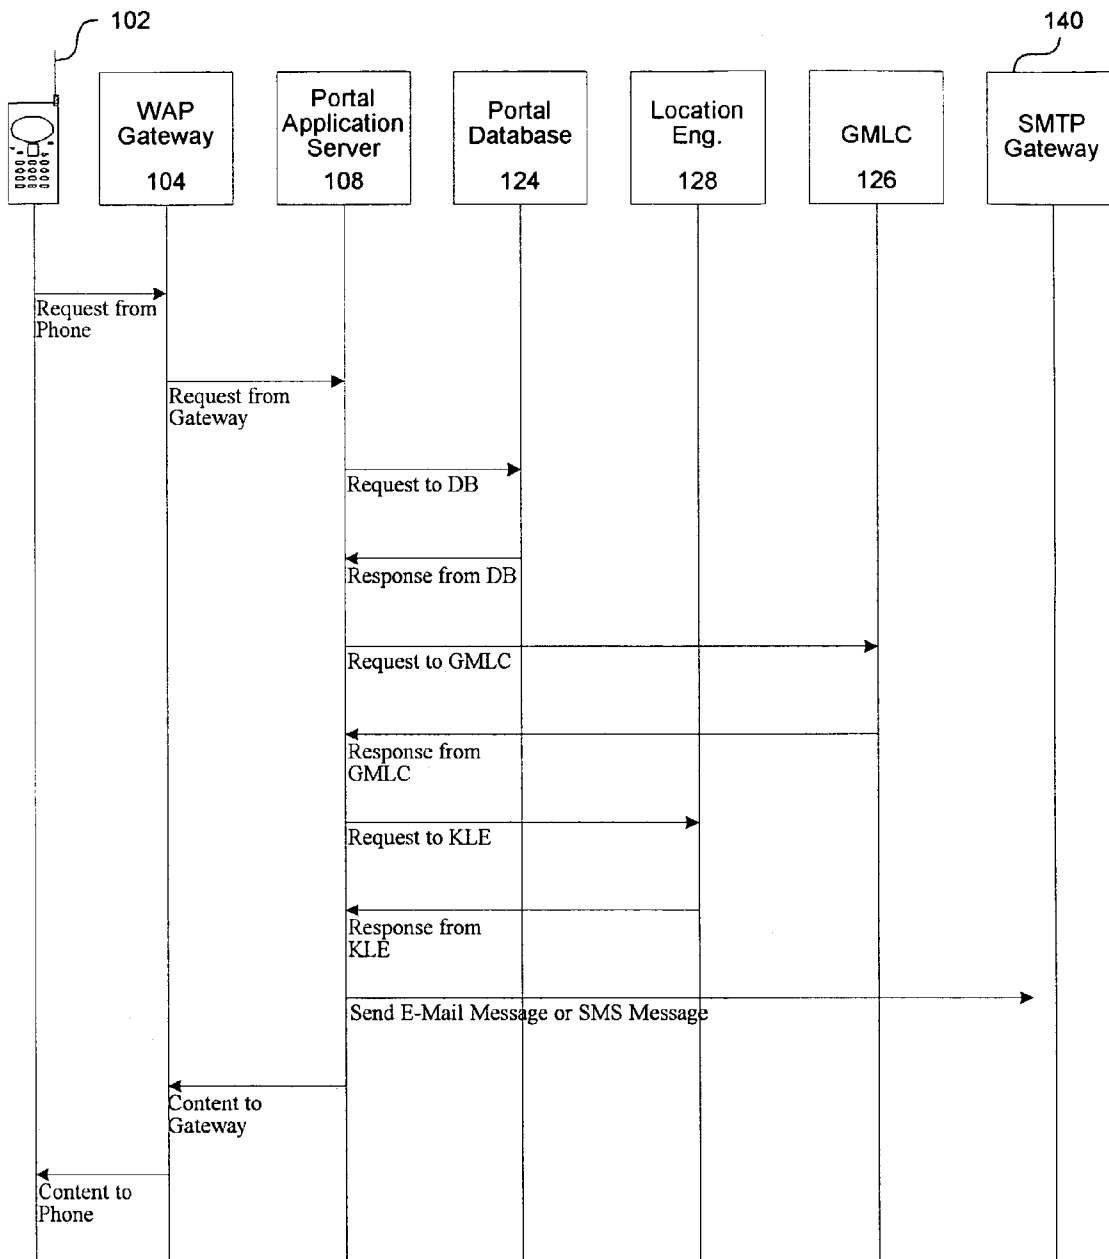 102
140
WAP
Gateway
104
Portal
Application
Server
108
Portal
Database
124
Location
Eng.
128
GMLC
126
SMTP
Gateway
Request from
Phone
Request from
Gateway
Request to DB
Response from DB
Request to GMLC
Response from
GMLC
Request to KLE
Response from
KLE
Send E-Mail Message or SMS Message
Content to
Gateway
Content to
Phone